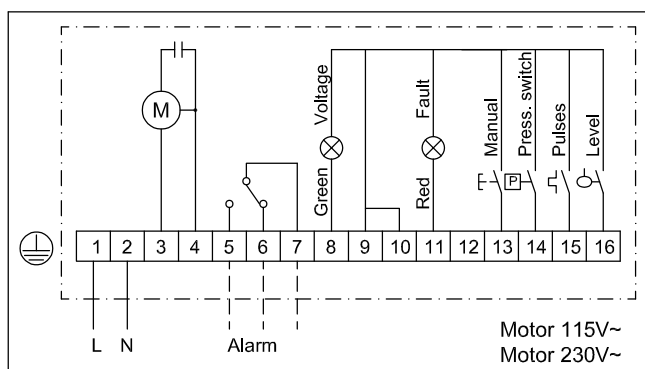 Voltage
Fault
Manual
Press. switch
Pulses
Level
M
Green
Red
P
1 2 3 4 5 6 7 8 9 10 11 12 13 14 15 16
L N Alarm
Motor 115V~
Motor 230V~